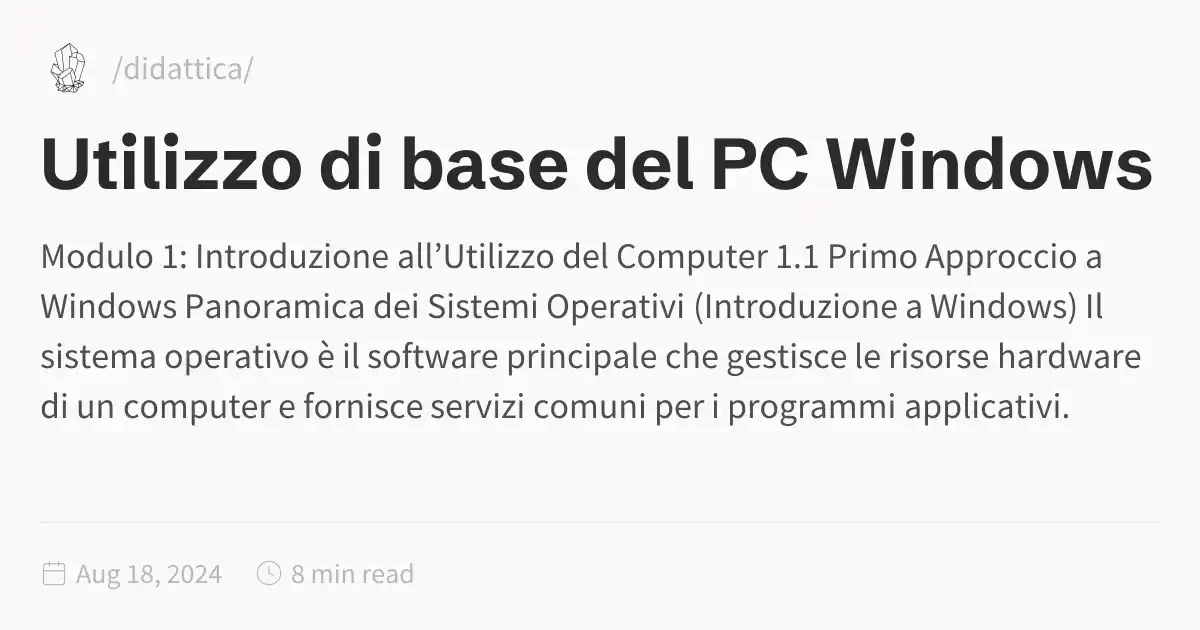 /didattica/
Utilizzo di base del PC Windows
Modulo 1: Introduzione all’Utilizzo del Computer 1.1 Primo Approccio a
Windows Panoramica dei Sistemi Operativi (Introduzione a Windows) Il
sistema operativo è il software principale che gestisce le risorse hardware
di un computer e fornisce servizi comuni per i programmi applicativi.
Aug 18, 2024 8 min read